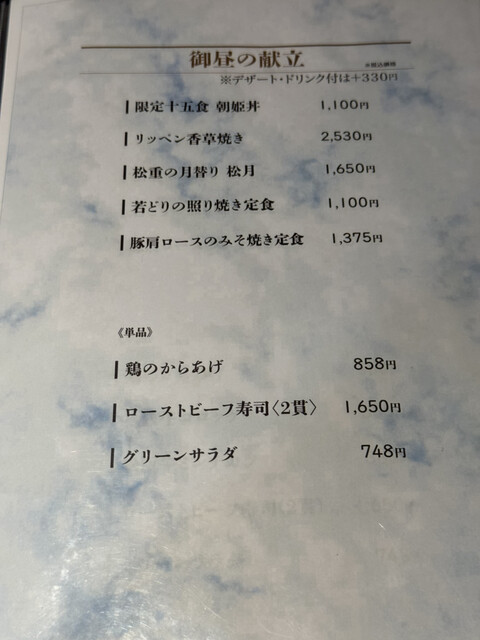 御昼の献立
※税込価格
※デザート・ドリンク付は+330円
限定十五食 朝姫丼 1,100円
リッペン香草焼き 2,530円
松重の月替り 松月 1,650円
若どりの照り焼き定食 1,100円
豚肩ロースのみそ焼き定食 1,375円
《単品》
鶏のからあげ 858円
ローストビーフ寿司〈2貫〉 1,650円
グリーンサラダ 748円